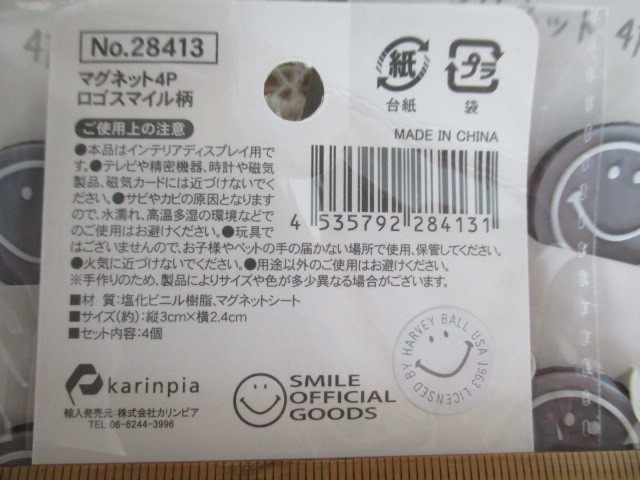 No.28413
マグネット4P
ロゴスマイル柄
紙
台紙
プラ
袋
ご使用上の注意
MADE IN CHINA
●本品はインテリアディスプレイ用で
す。●テレビや精密機器、時計や磁気
製品、磁気カードには近づけないでく
ださい。●サビやカビの原因となります
ので、水濡れ、高温多湿の環境などで
のご使用はお避けください。●玩具で
はございませんので、お子様やペットの手の届かない場所で使用、保管してください。
●火気に近づけないでください。●用途以外のご使用はお避けください。
※手作りのため、製品によりサイズや色が多少異なる場合がございます。
4 535792 284131
■材 質:塩化ビニル樹脂、マグネットシート
■サイズ(約):縦3cm×横2.4cm
■セット内容:4個
karinpia
輸入発売元:株式会社カリンピア
TEL 06-6244-3996
SMILE
OFFICIAL
GOODS
HARVEY BALL USA 1963 LICENSED BY